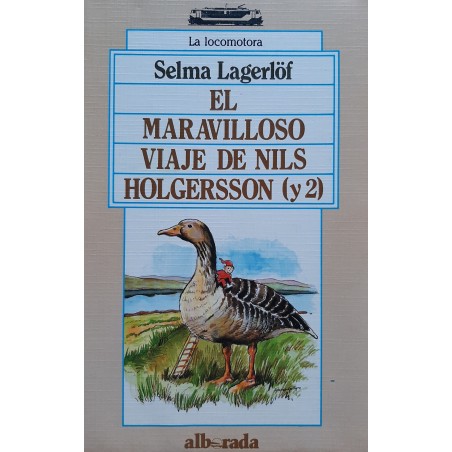 La locomotora
Selma Lagerlöf
EL
MARAVILLOSO
VIAJE DE NILS
HOLGERSSON (y 2)
alborada